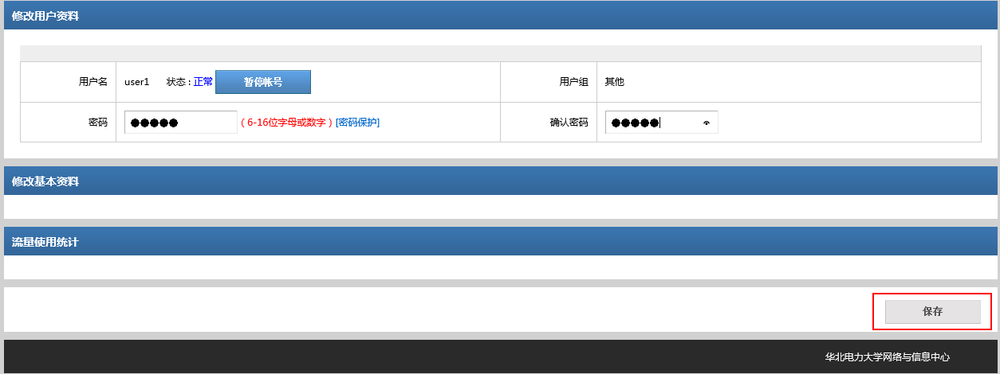 修改用户资料
用户名 user1 状态 : 正常 暂停帐号 用户组 其他
密码 ●●●●● （6-16位字母或数字）[密码保护] 确认密码 ●●●●●
修改基本资料
流量使用统计
保存
华北电力大学网络与信息中心